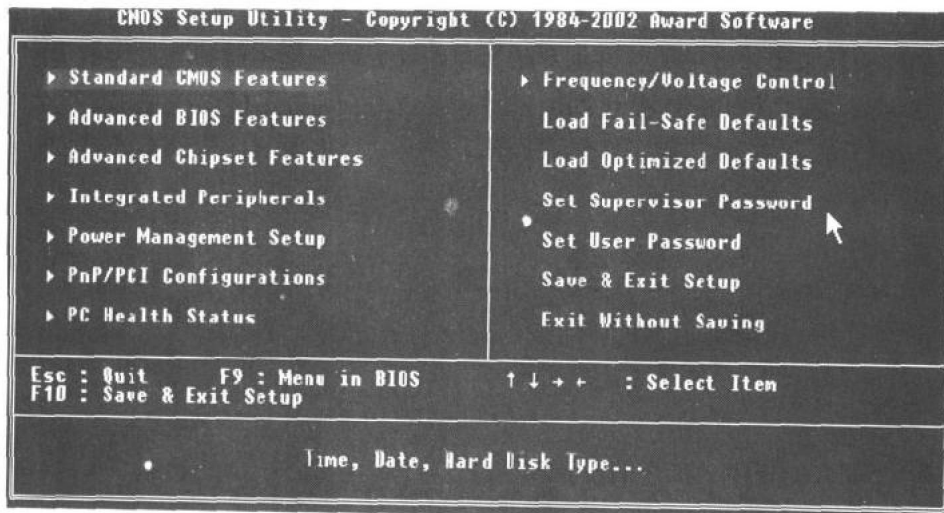 CMOS Setup Utility - Copyright (C) 1984-2002 Award Software
▸ Standard CMOS Features
▸ Advanced BIOS Features
▸ Advanced Chipset Features
▸ Integrated Peripherals
▸ Power Management Setup
▸ PnP/PCI Configurations
▸ PC Health Status
▸ Frequency/Voltage Control
Load Fail-Safe Defaults
Load Optimized Defaults
Set Supervisor Password
Set User Password
Save & Exit Setup
Exit Without Saving
Esc : Quit F9 : Menu in BIOS ↑ ↓ → ← : Select Item
F10 : Save & Exit Setup
Time, Date, Hard Disk Type...